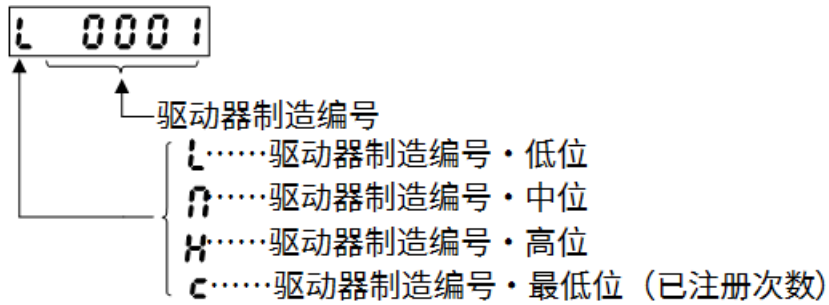 L 0001
驱动器制造编号
L……驱动器制造编号・低位
n……驱动器制造编号・中位
H……驱动器制造编号・高位
c……驱动器制造编号・最低位（已注册次数）